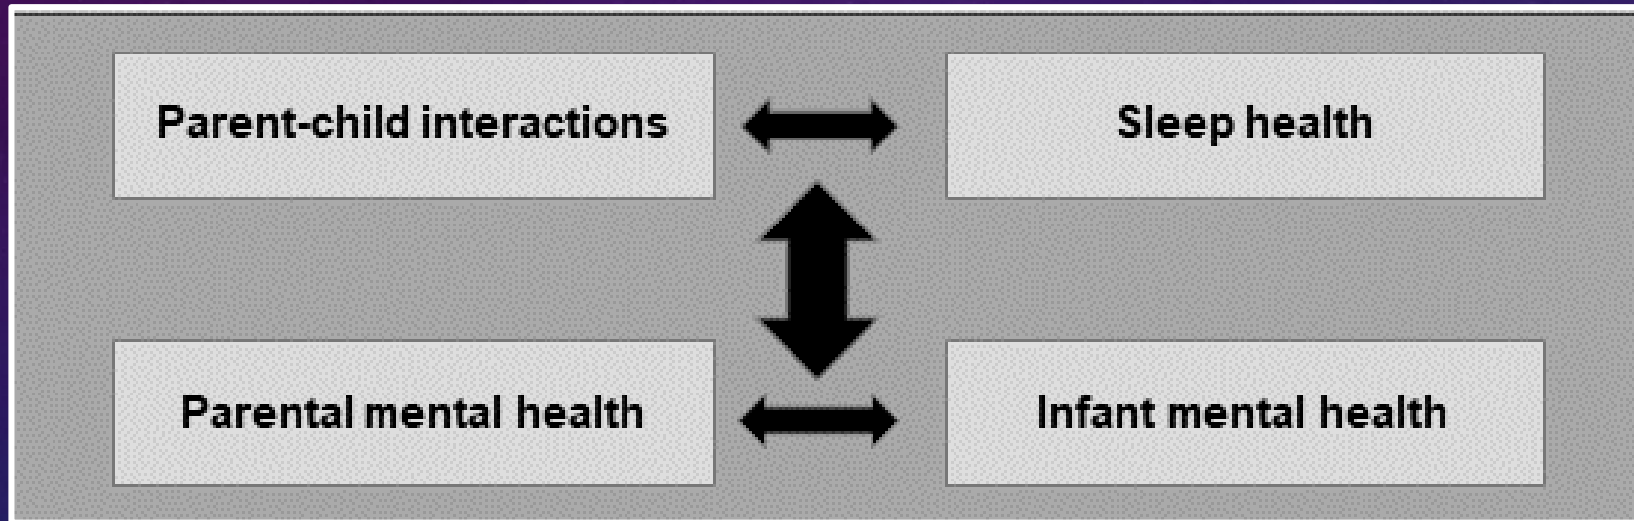 Parent-child interactions
Sleep health
Parental mental health
Infant mental health